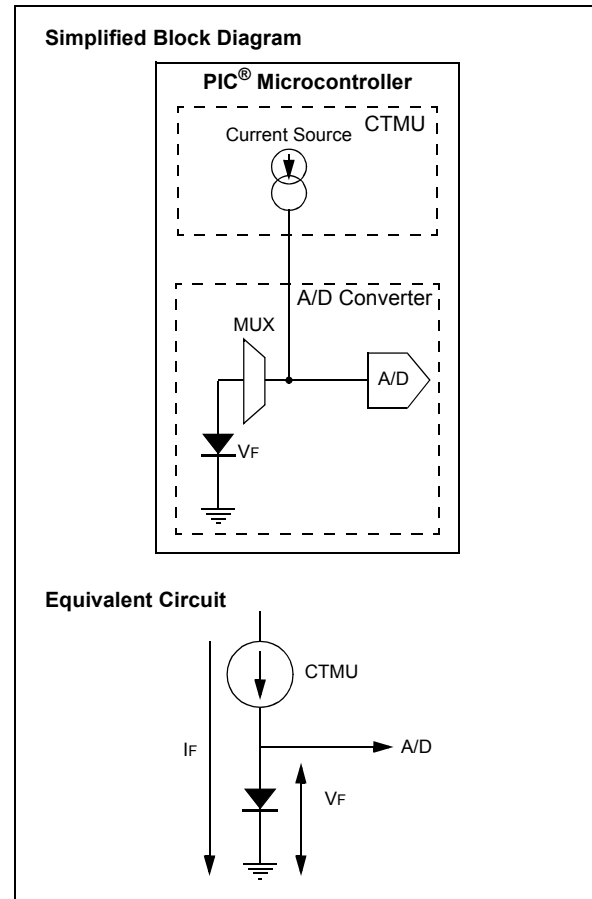 Simplified Block Diagram
PIC® Microcontroller
CTMU
Current Source
A/D Converter
MUX
A/D
VF
Equivalent Circuit
CTMU
IF
A/D
VF